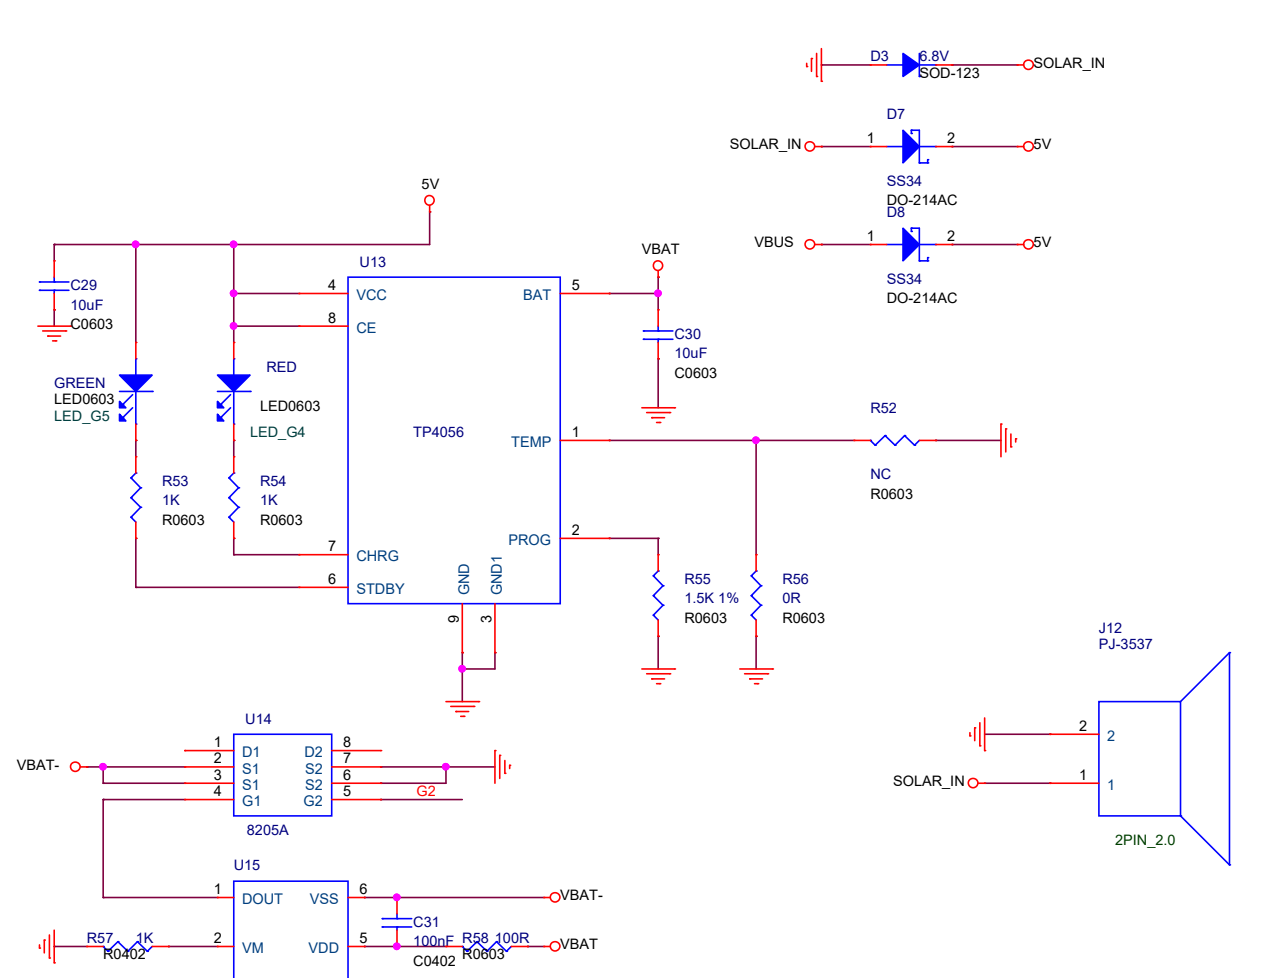 D3
6.8V
SOD-123
SOLAR_IN
D7
SOLAR_IN
1
2
5V
SS34
DO-214AC
D8
VBUS
1
2
5V
SS34
DO-214AC
5V
VBAT
U13
C29
10uF
C0603
4
VCC
BAT
5
8
CE
C30
10uF
C0603
GREEN
LED0603
LED_G5
RED
LED0603
LED_G4
TP4056
TEMP
1
R52
NC
R0603
R53
1K
R0603
R54
1K
R0603
7
CHRG
6
STDBY
PROG
2
GND
GND1
9
3
R55
1.5K 1%
R0603
R56
0R
R0603
J12
PJ-3537
2
2
SOLAR_IN
1
1
2PIN_2.0
U14
VBAT-
1
D1
D2
8
2
S1
S2
7
3
S1
S2
6
4
G1
G2
5
G2
8205A
U15
1
DOUT
VSS
6
VBAT-
C31
100nF
C0402
R57
1K
R0402
2
VM
VDD
5
R58
100R
R0603
VBAT